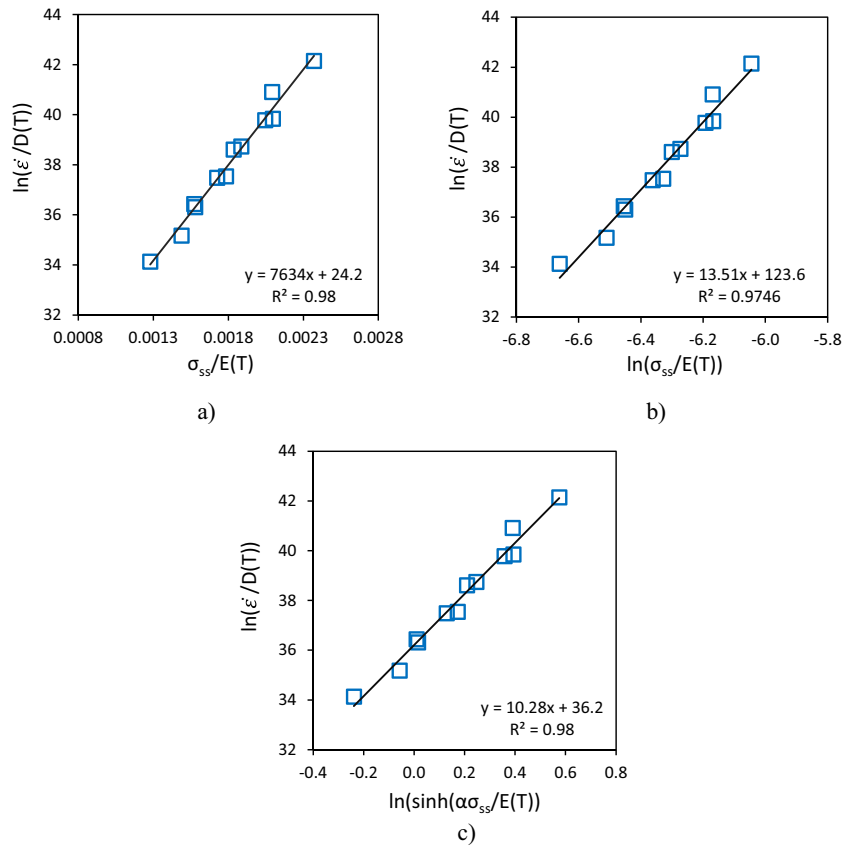 44
42
40
38
36
34
32
ln(ε̇ /D(T))
y = 7634x + 24.2
R² = 0.98
0.0008 0.0013 0.0018 0.0023 0.0028
σss/E(T)
a)
44
42
40
38
36
34
32
ln(ε̇ /D(T))
y = 13.51x + 123.6
R² = 0.9746
-6.8 -6.6 -6.4 -6.2 -6.0 -5.8
ln(σss/E(T))
b)
44
42
40
38
36
34
32
ln(ε̇ /D(T))
y = 10.28x + 36.2
R² = 0.98
-0.4 -0.2 0.0 0.2 0.4 0.6 0.8
ln(sinh(ασss/E(T))
c)